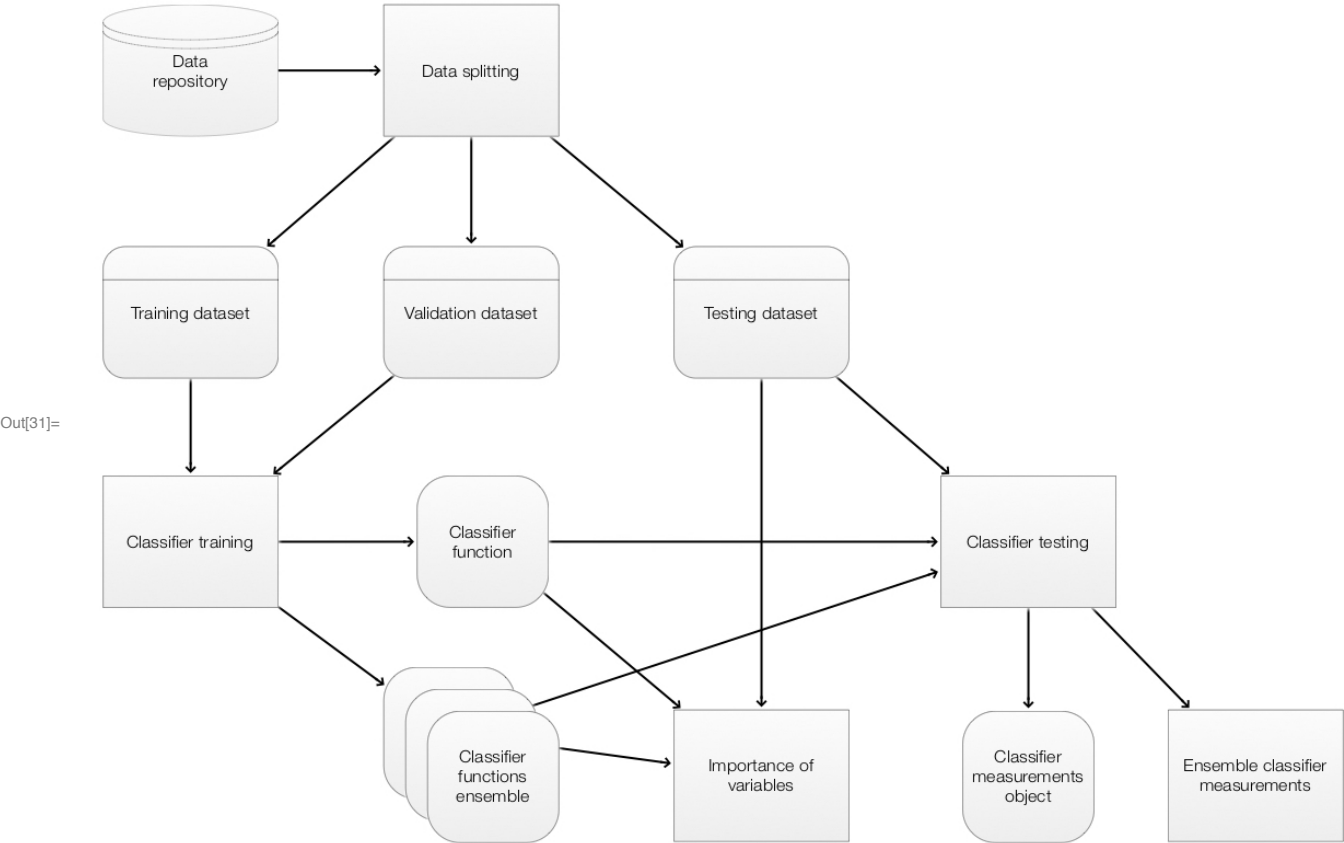 Data
repository
Data splitting
Training dataset
Validation dataset
Testing dataset
Out[31]=
Classifier training
Classifier
function
Classifier testing
Classifier
functions
ensemble
Importance of
variables
Classifier
measurements
object
Ensemble classifier
measurements